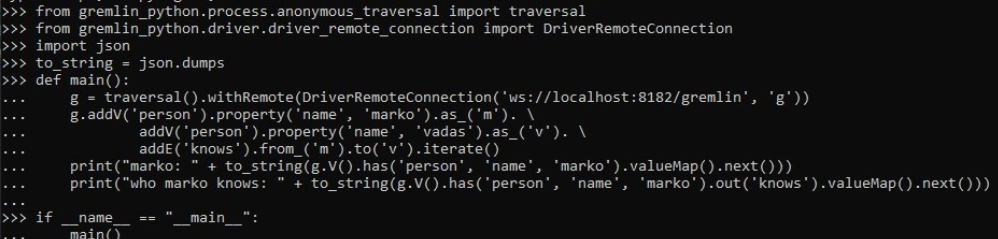 >>> from gremlin_python.process.anonymous_traversal import traversal
>>> from gremlin_python.driver.driver_remote_connection import DriverRemoteConnection
>>> import json
>>> to_string = json.dumps
>>> def main():
...     g = traversal().withRemote(DriverRemoteConnection('ws://localhost:8182/gremlin', 'g'))
...     g.addV('person').property('name', 'marko').as_('m'). \
...             addV('person').property('name', 'vadas').as_('v'). \
...             addE('knows').from_('m').to('v').iterate()
...     print("marko: " + to_string(g.V().has('person', 'name', 'marko').valueMap().next()))
...     print("who marko knows: " + to_string(g.V().has('person', 'name', 'marko').out('knows').valueMap().next()))
...
>>> if __name__ == "__main__":
...     main()